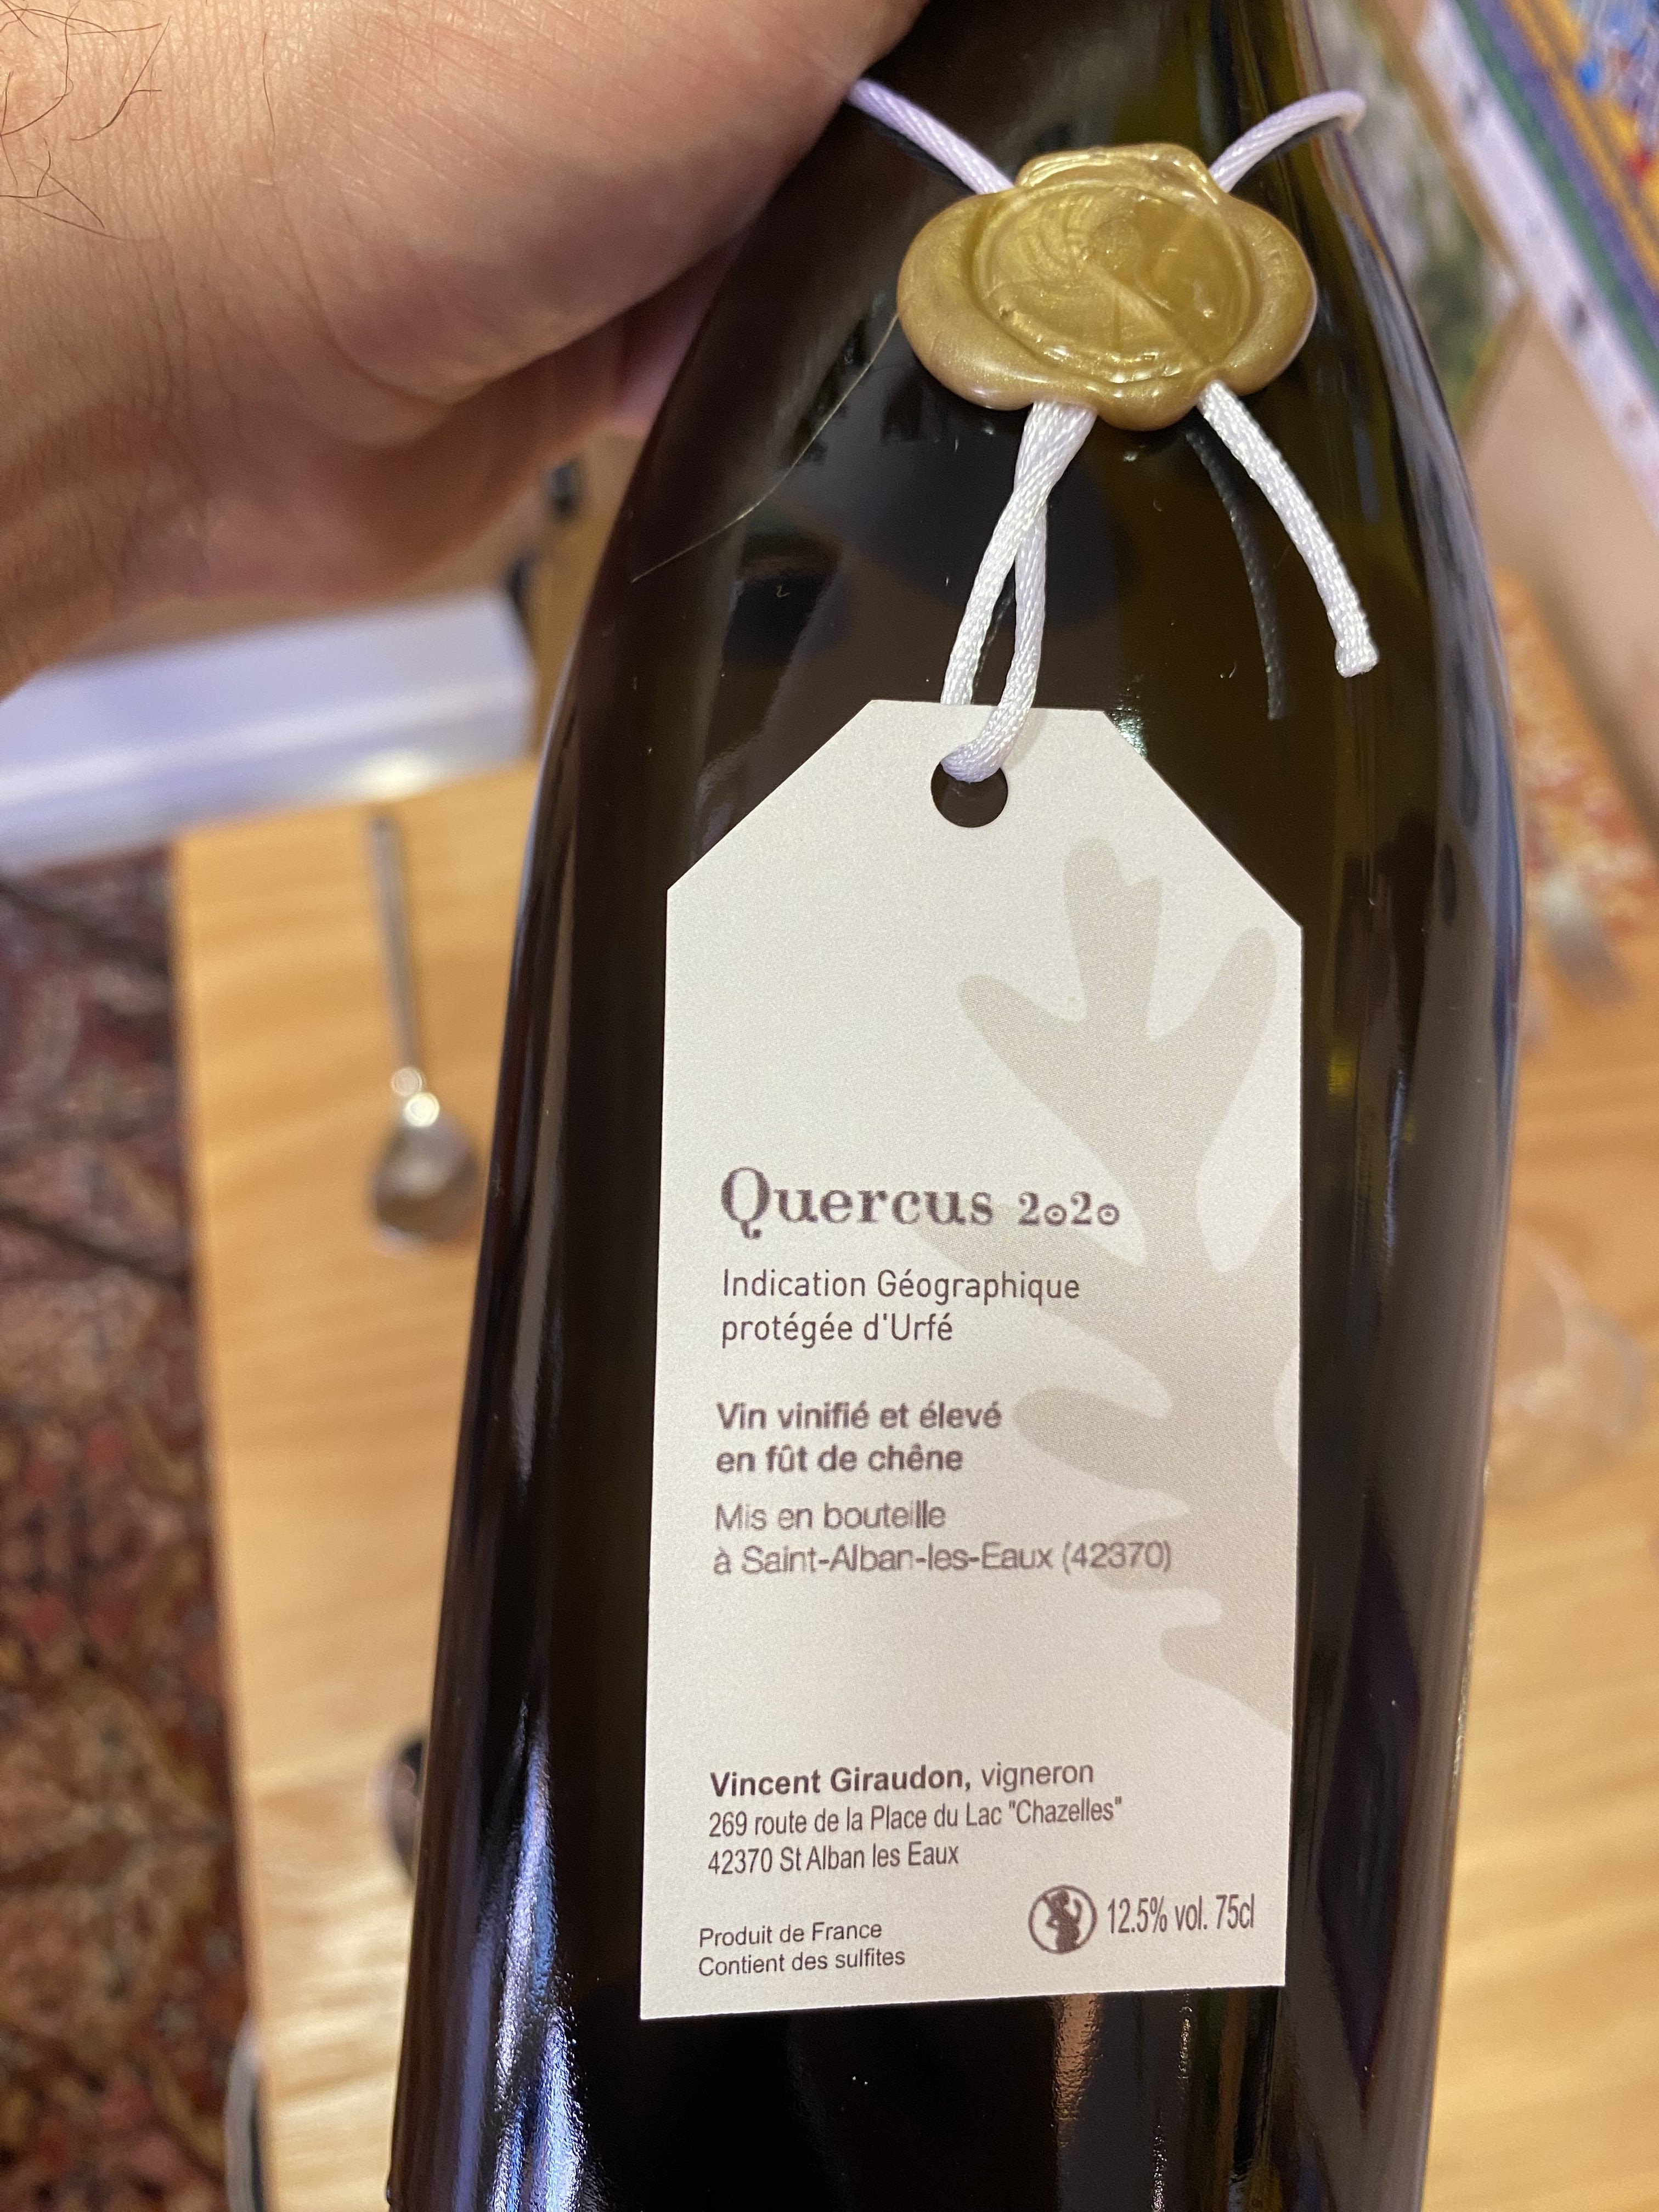 Quercus 2020
Indication Géographique
protégée d'Urfé
Vin vinifié et élevé
en fût de chêne
Mis en bouteille
à Saint-Alban-les-Eaux (42370)
Vincent Giraudon, vigneron
269 route de la Place du Lac "Chazelles"
42370 St Alban les Eaux
Produit de France
Contient des sulfites
12.5% vol. 75cl